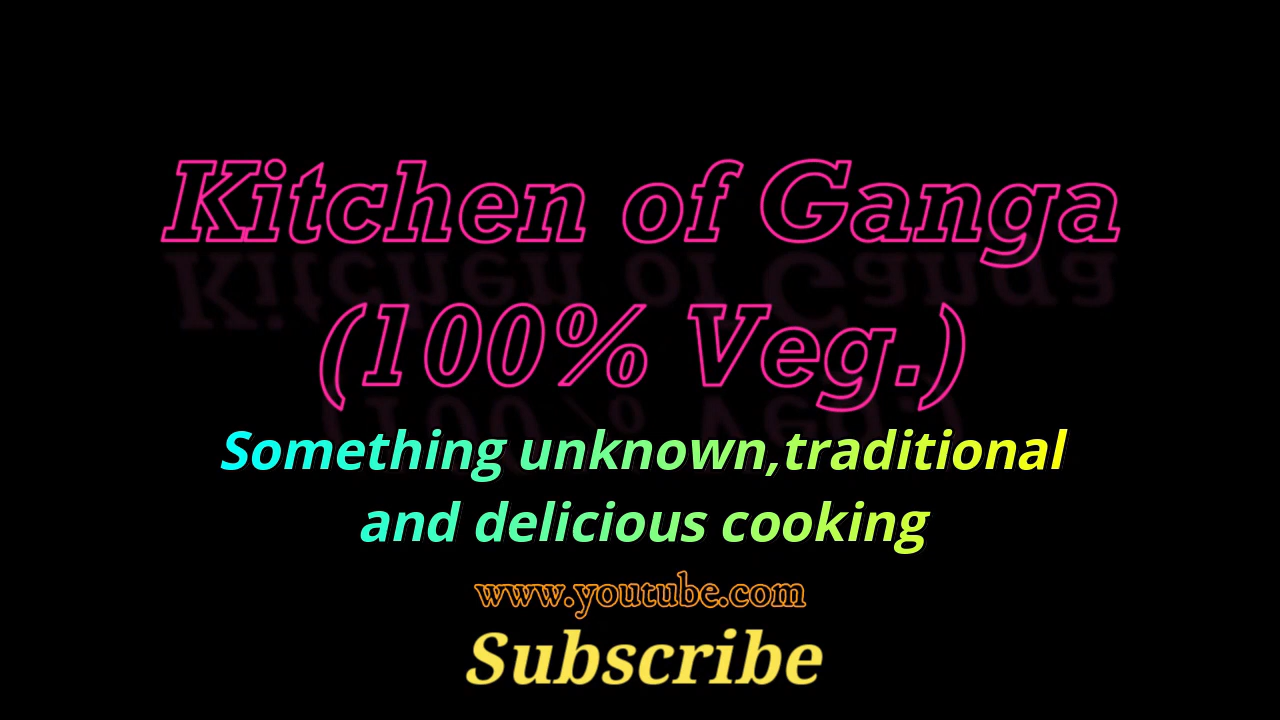 Kitchen of Ganga
(100% Veg.)
Something unknown,traditional
and delicious cooking
www.youtube.com
Subscribe